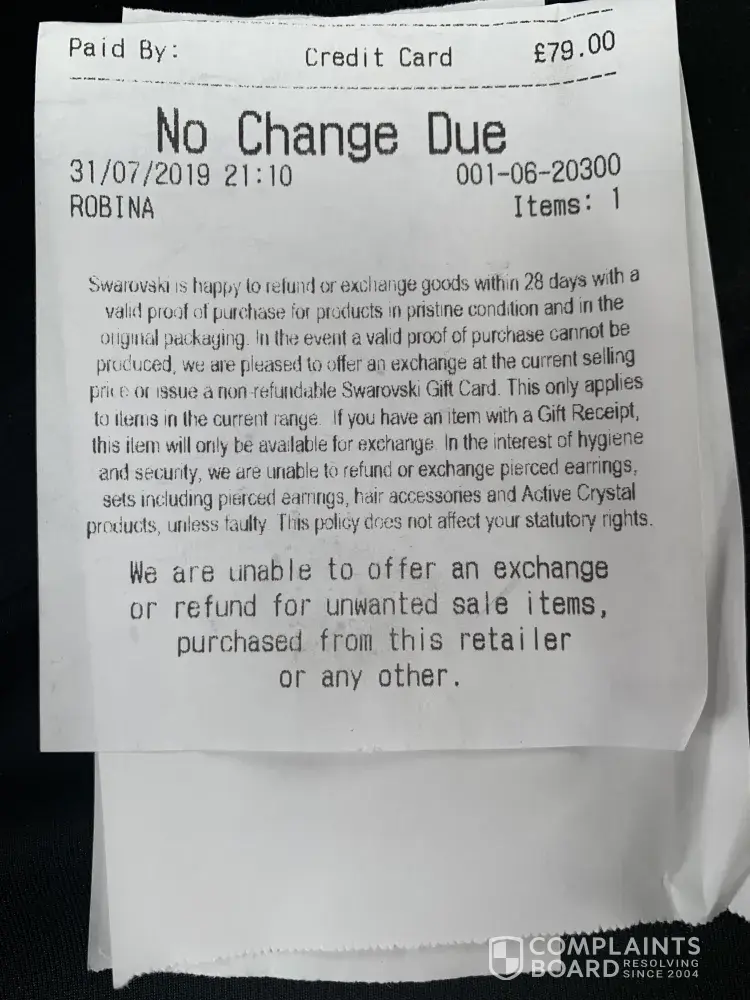 Paid By: Credit Card £79.00
No Change Due
31/07/2019 21:10 001-06-20300
ROBINA Items: 1
Swarovski is happy to refund or exchange goods within 28 days with a
valid proof of purchase for products in pristine condition and in the
original packaging. In the event a valid proof of purchase cannot be
produced, we are pleased to offer an exchange at the current selling
price or issue a non-refundable Swarovski Gift Card. This only applies
to items in the current range. If you have an item with a Gift Receipt,
this item will only be available for exchange. In the interest of hygiene
and security, we are unable to refund or exchange pierced earrings,
sets including pierced earrings, hair accessories and Active Crystal
products, unless faulty. This policy does not affect your statutory rights.
We are unable to offer an exchange
or refund for unwanted sale items,
purchased from this retailer
or any other.
COMPLAINTS
BOARD RESOLVING
SINCE 2004